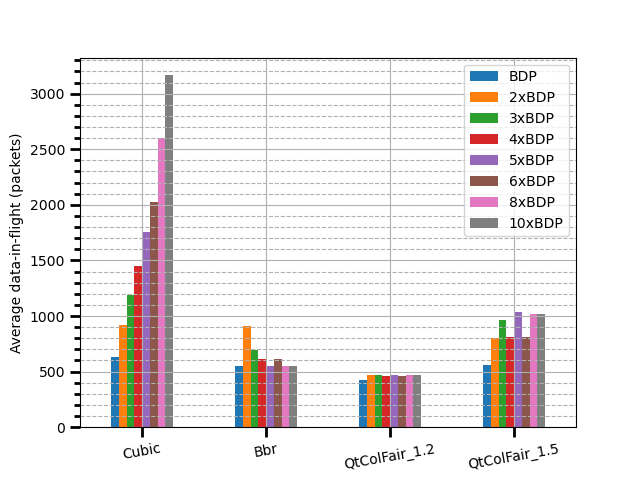 3000
2500
2000
1500
1000
500
0
Average data-in-flight (packets)
BDP
2xBDP
3xBDP
4xBDP
5xBDP
6xBDP
8xBDP
10xBDP
Cubic
Bbr
QtColFair_1.2
QtColFair_1.5